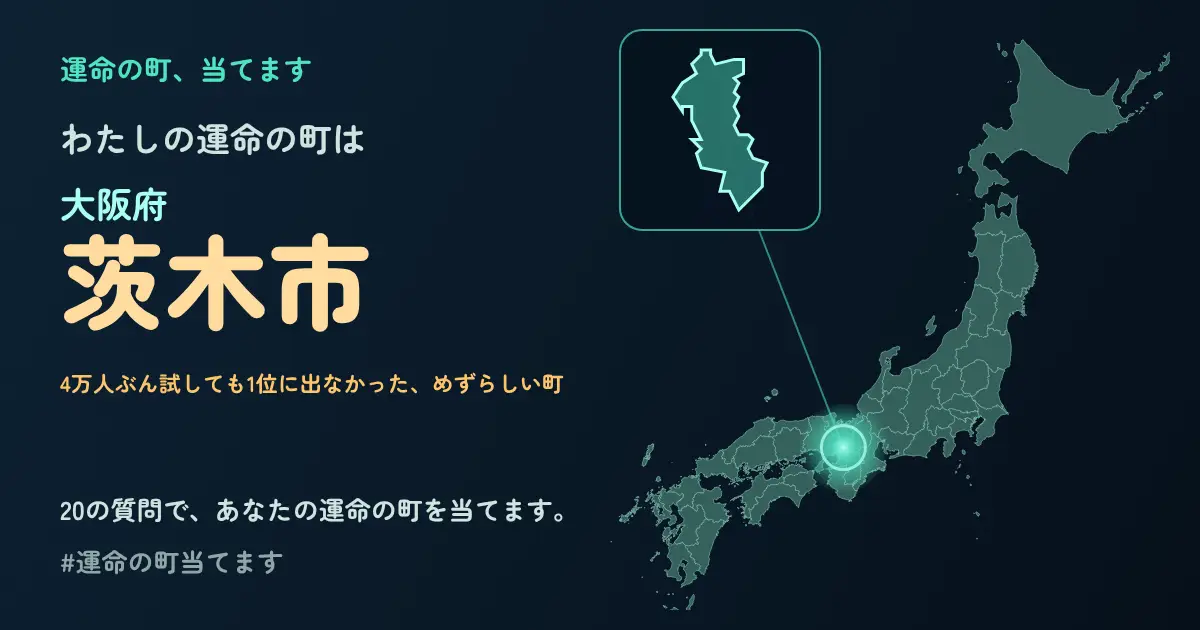 運命の町、当てます
わたしの運命の町は
大阪府
茨木市
4万人ぶん試しても1位に出なかった、めずらしい町
20の質問で、あなたの運命の町を当てます。
#運命の町当てます